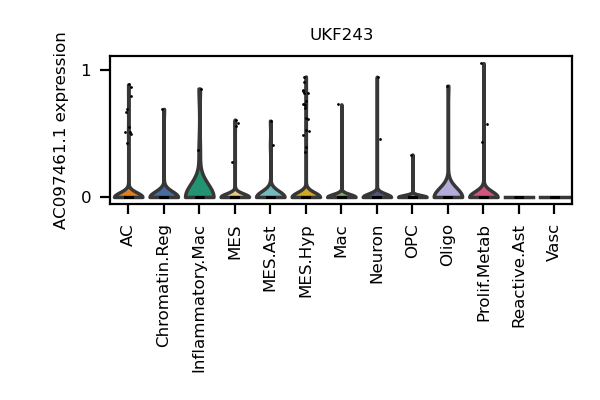 UKF243
AC097461.1 expression
1
0
AC
Chromatin.Reg
Inflammatory.Mac
MES
MES.Ast
MES.Hyp
Mac
Neuron
OPC
Oligo
Prolif.Metab
Reactive.Ast
Vasc